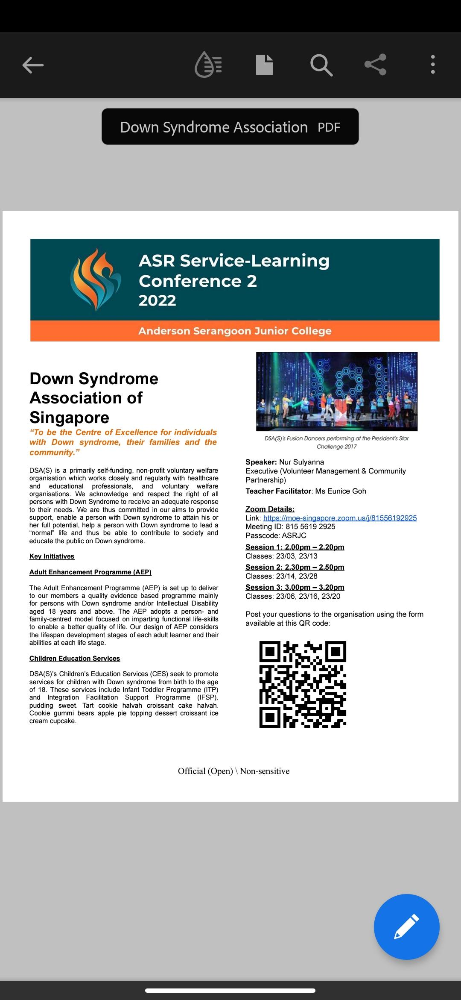 Down Syndrome Association PDF
ASR Service-Learning
Conference 2
2022
Anderson Serangoon Junior College
Down Syndrome
Association of
Singapore
“To be the Centre of Excellence for individuals
with Down syndrome, their families and the
community.”
DSA(S) is a primarily self-funding, non-profit voluntary welfare
organisation which works closely and regularly with healthcare
and educational professionals, and voluntary welfare
organisations. We acknowledge and respect the right of all
persons with Down Syndrome to receive an adequate response
to their needs. We are thus committed in our aims to provide
support, enable a person with Down syndrome to attain his or
her full potential, help a person with Down syndrome to lead a
“normal” life and thus be able to contribute to society and
educate the public on Down syndrome.
Key Initiatives
Adult Enhancement Programme (AEP)
The Adult Enhancement Programme (AEP) is set up to deliver
to our members a quality evidence based programme mainly
for persons with Down syndrome and/or Intellectual Disability
aged 18 years and above. The AEP adopts a person- and
family-centred model focused on imparting functional life-skills
to enable a better quality of life. Our design of AEP considers
the lifespan development stages of each adult learner and their
abilities at each life stage.
Children Education Services
DSA(S)’s Children’s Education Services (CES) seek to promote
services for children with Down syndrome from birth to the age
of 18. These services include Infant Toddler Programme (ITP)
and Integration Facilitation Support Programme (IFSP).
pudding sweet. Tart cookie halvah croissant cake halvah.
Cookie gummi bears apple pie topping dessert croissant ice
cream cupcake.
DSA(S)’s Fusion Dancers performing at the President’s Star
Challenge 2017
Speaker: Nur Sulyanna
Executive (Volunteer Management & Community
Partnership)
Teacher Facilitator: Ms Eunice Goh
Zoom Details:
Link: https://moe-singapore.zoom.us/j/81556192925
Meeting ID: 815 5619 2925
Passcode: ASRJC
Session 1: 2.00pm – 2.20pm
Classes: 23/03, 23/13
Session 2: 2.30pm – 2.50pm
Classes: 23/14, 23/28
Session 3: 3.00pm – 3.20pm
Classes: 23/06, 23/16, 23/20
Post your questions to the organisation using the form
available at this QR code:
Official (Open) \ Non-sensitive